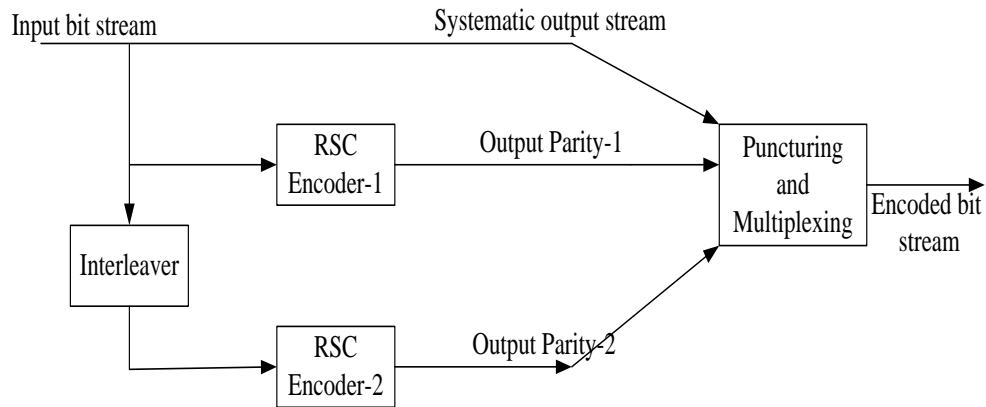 Input bit stream
Systematic output stream
RSC
Encoder-1
Output Parity-1
Puncturing
and
Multiplexing
Encoded bit
stream
Interleaver
RSC
Encoder-2
Output Parity-2